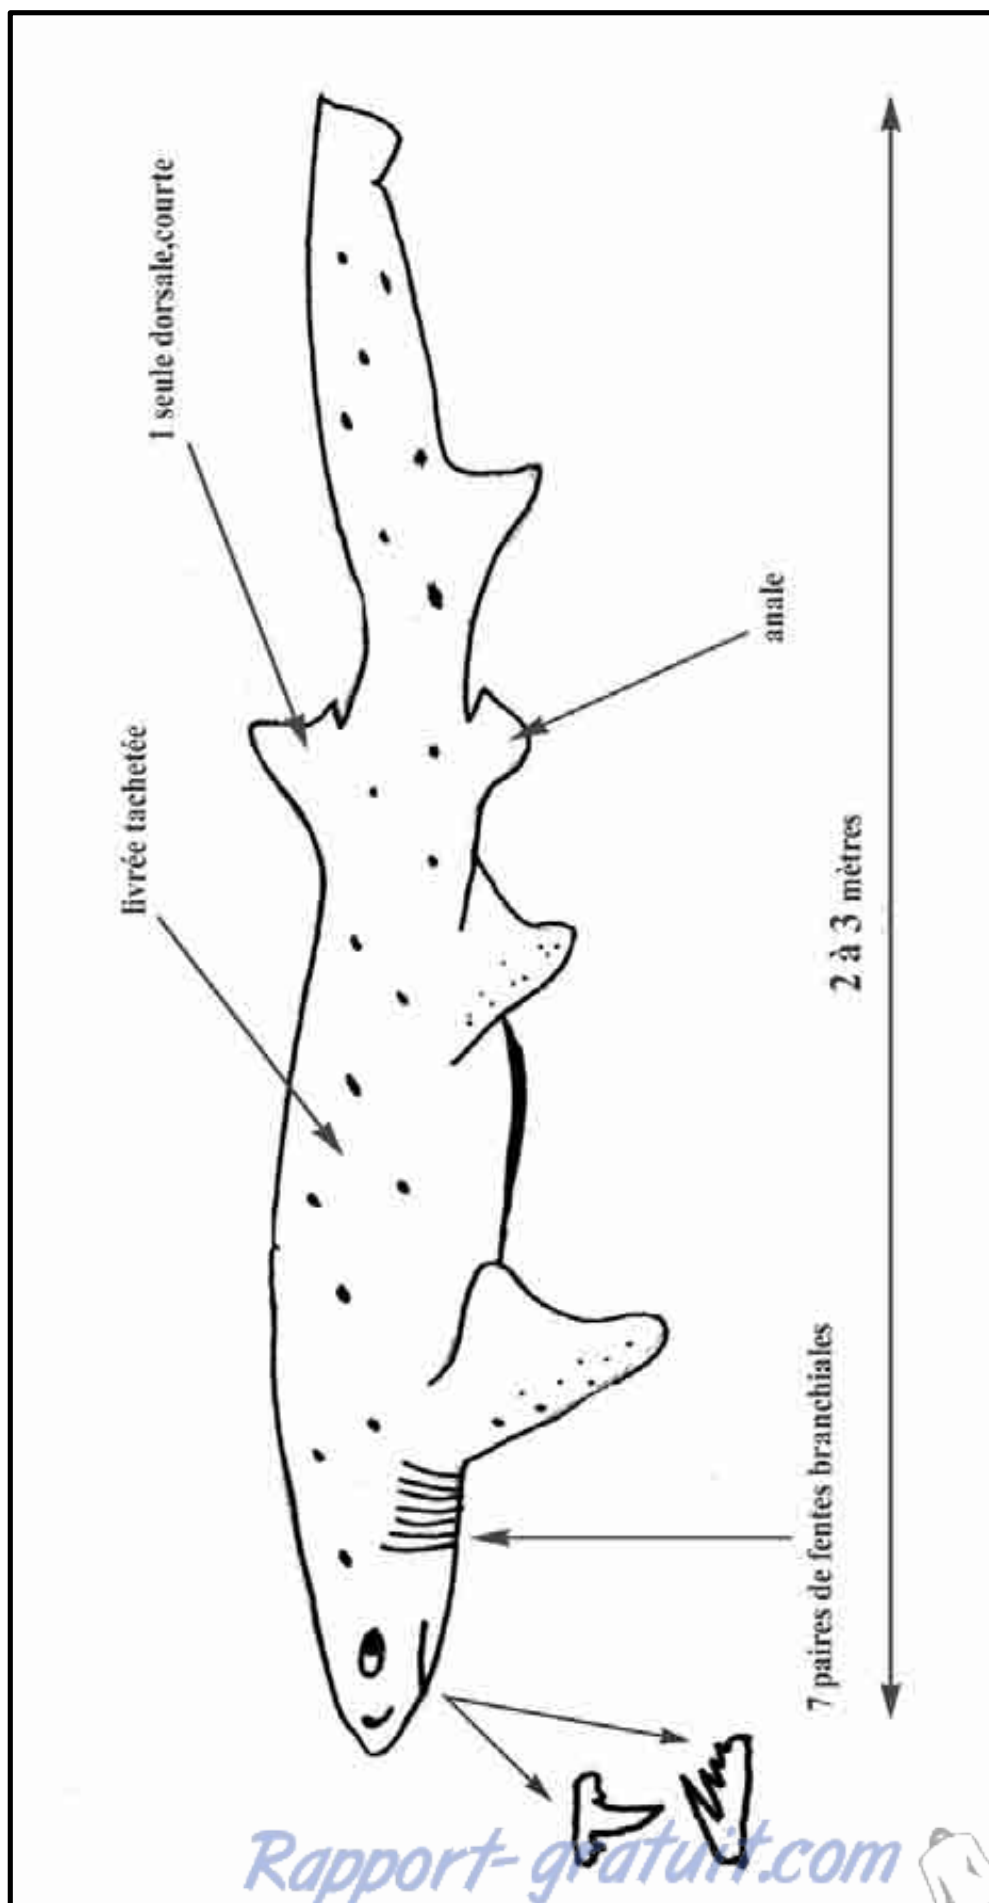 1 seule dorsale,courte
livrée tachetée
anale
2 à 3 mètres
7 paires de fentes branchiales
Rapport-gratuit.com